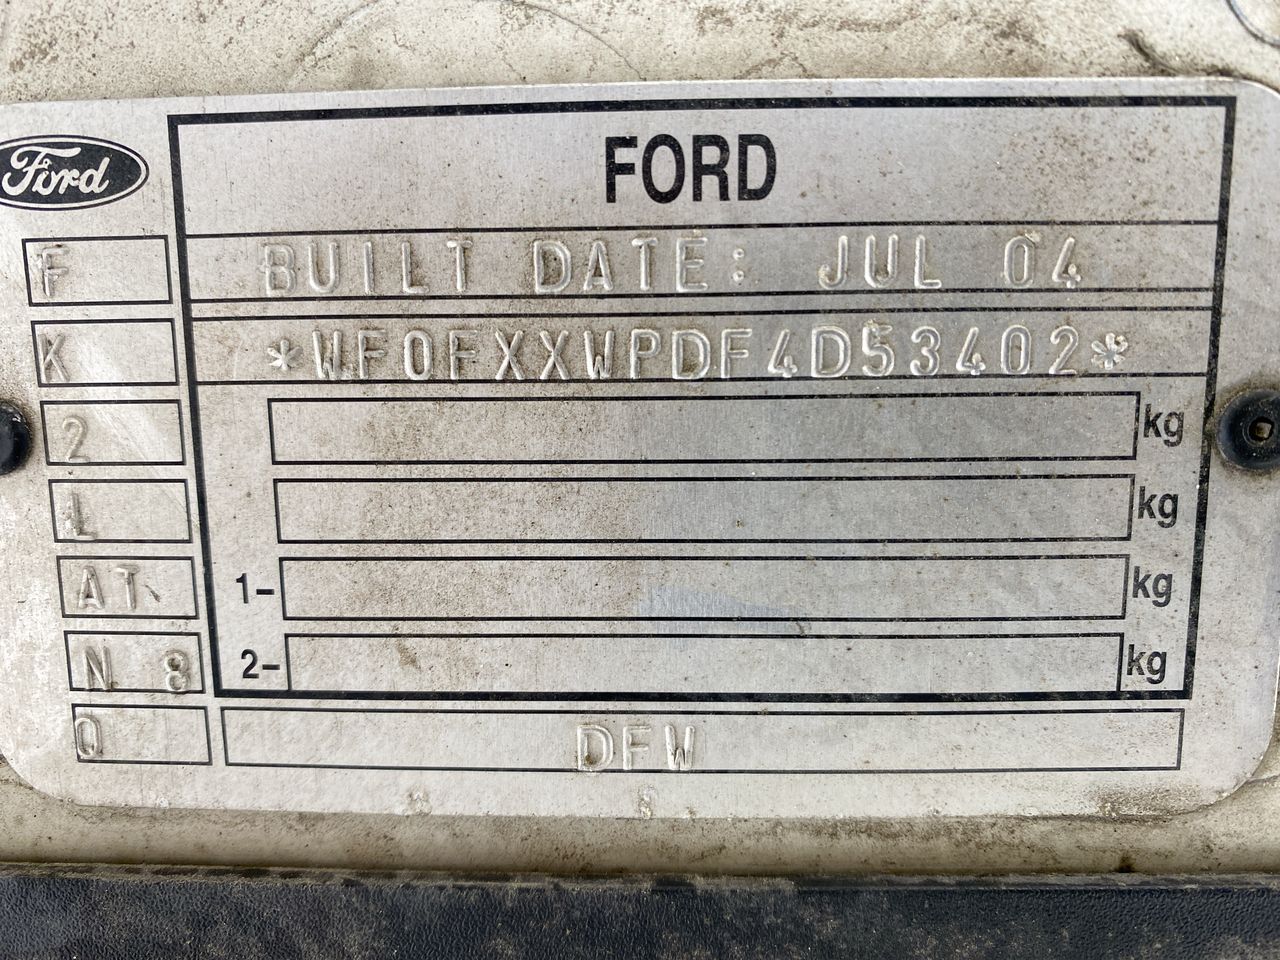 Ford
FORD
F
BUILT DATE: JUL 04
K
*WF0FXXWPDF4D53402*
2
kg
L
kg
AT
1-
kg
N 8
2-
kg
Q
DFW